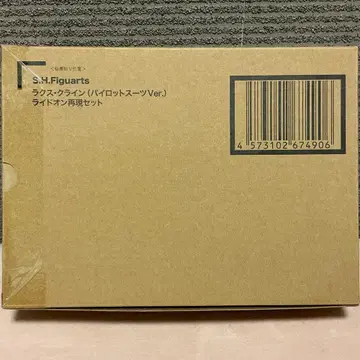 S.H.Figuarts
ラクス・クライン（パイロットスーツVer.）
ライドオン再現セット
4 573102 674906